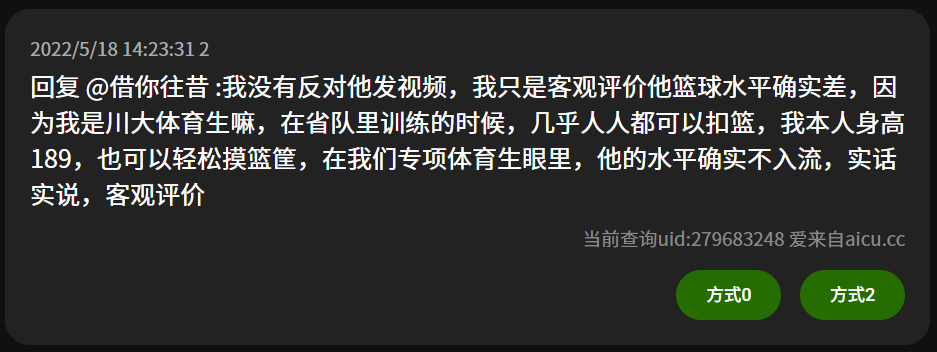 2022/5/18 14:23:31 2
回复 @借你往昔 :我没有反对他发视频，我只是客观评价他篮球水平确实差，因
为我是川大体育生嘛，在省队里训练的时候，几乎人人都可以扣篮，我本人身高
189，也可以轻松摸篮筐，在我们专项体育生眼里，他的水平确实不入流，实话
实说，客观评价
当前查询uid:279683248 爱来自aicu.cc
方式0
方式2